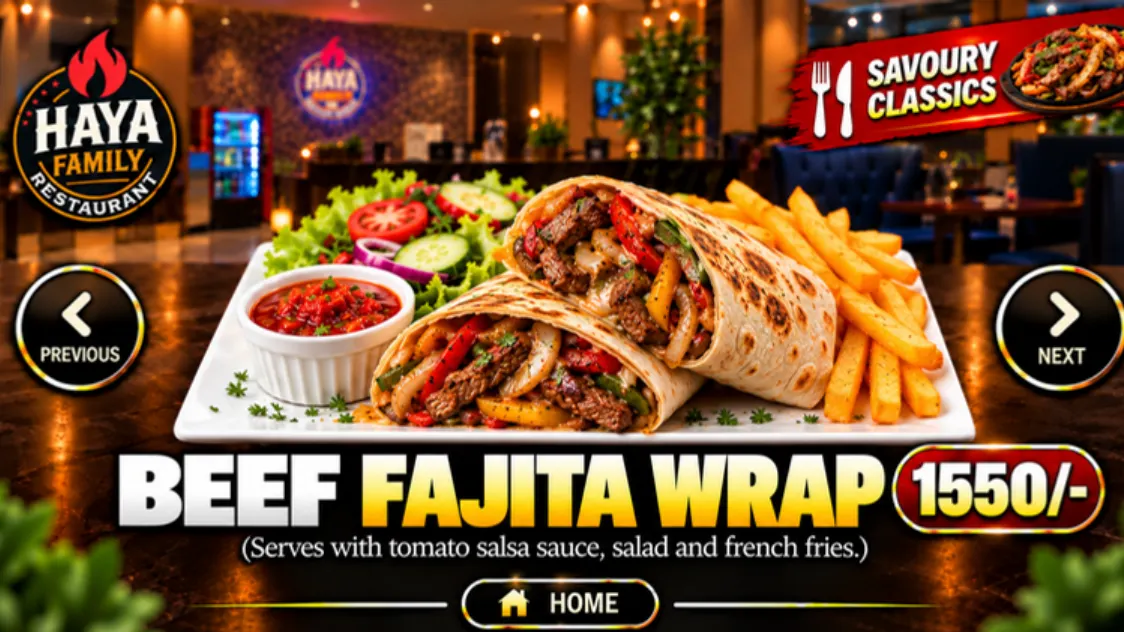 HAYA
FAMILY
RESTAURANT
HAYA
SAVOURY
CLASSICS
PREVIOUS
NEXT
BEEF FAJITA WRAP 1550/-
(Serves with tomato salsa sauce, salad and french fries.)
HOME